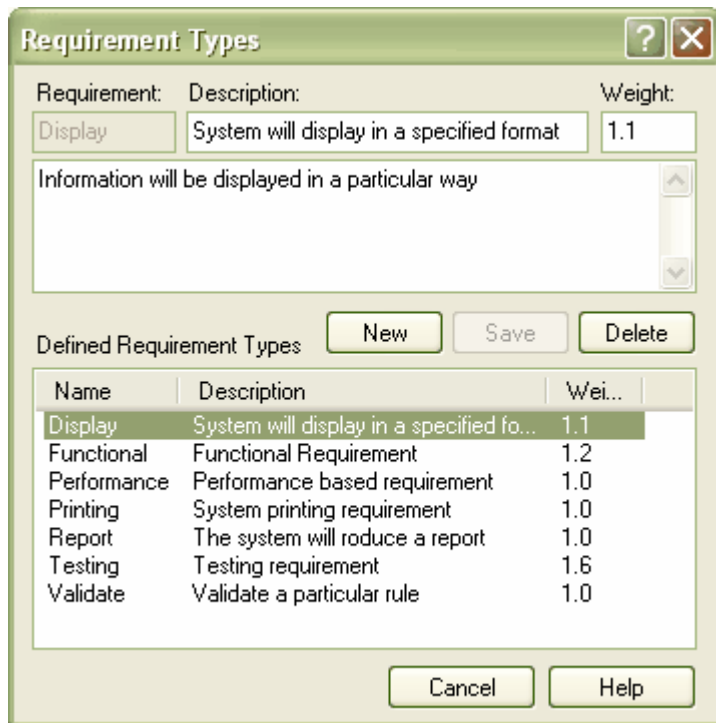 Requirement Types
Requirement: Description: Weight:
Display System will display in a specified format 1.1
Information will be displayed in a particular way
Defined Requirement Types New Save Delete
Name Description Wei...
Display System will display in a specified fo... 1.1
Functional Functional Requirement 1.2
Performance Performance based requirement 1.0
Printing System printing requirement 1.0
Report The system will roduce a report 1.0
Testing Testing requirement 1.6
Validate Validate a particular rule 1.0
Cancel Help